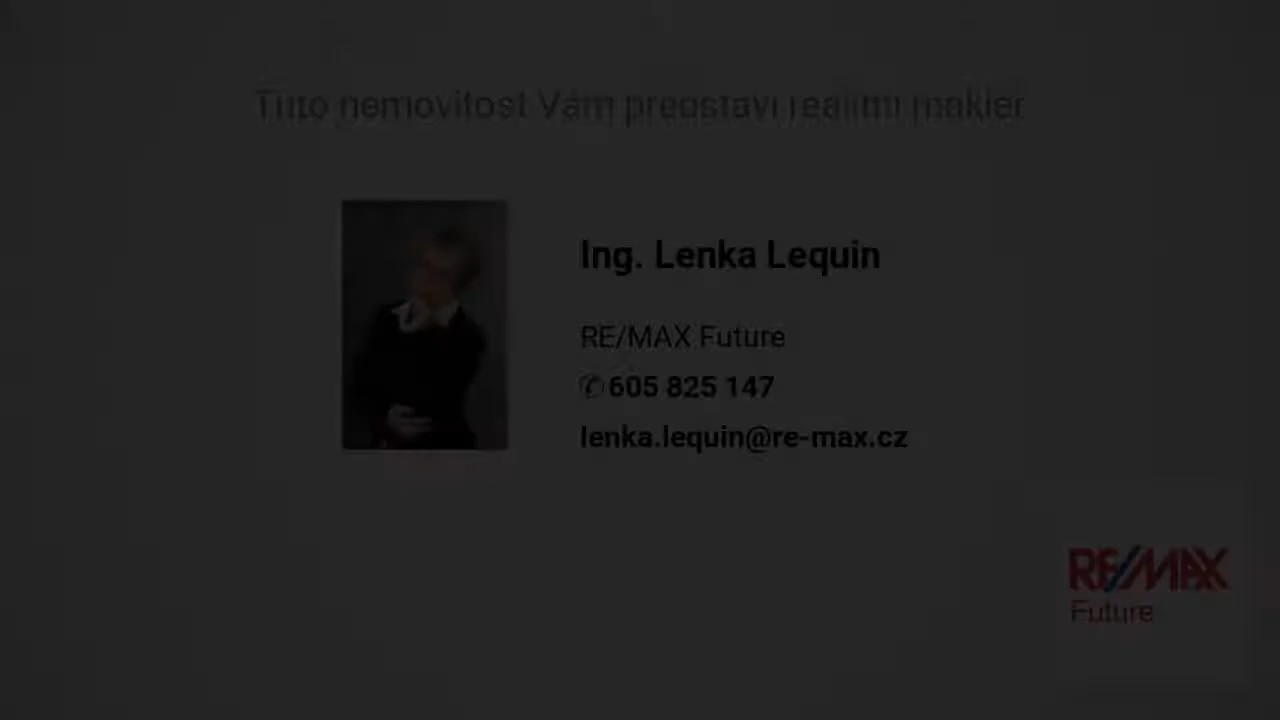 Tuto nemovitost Vám představí realitní makléř
Ing. Lenka Lequin
RE/MAX Future
✆ 605 825 147
lenka.lequin@re-max.cz
RE/MAX
Future